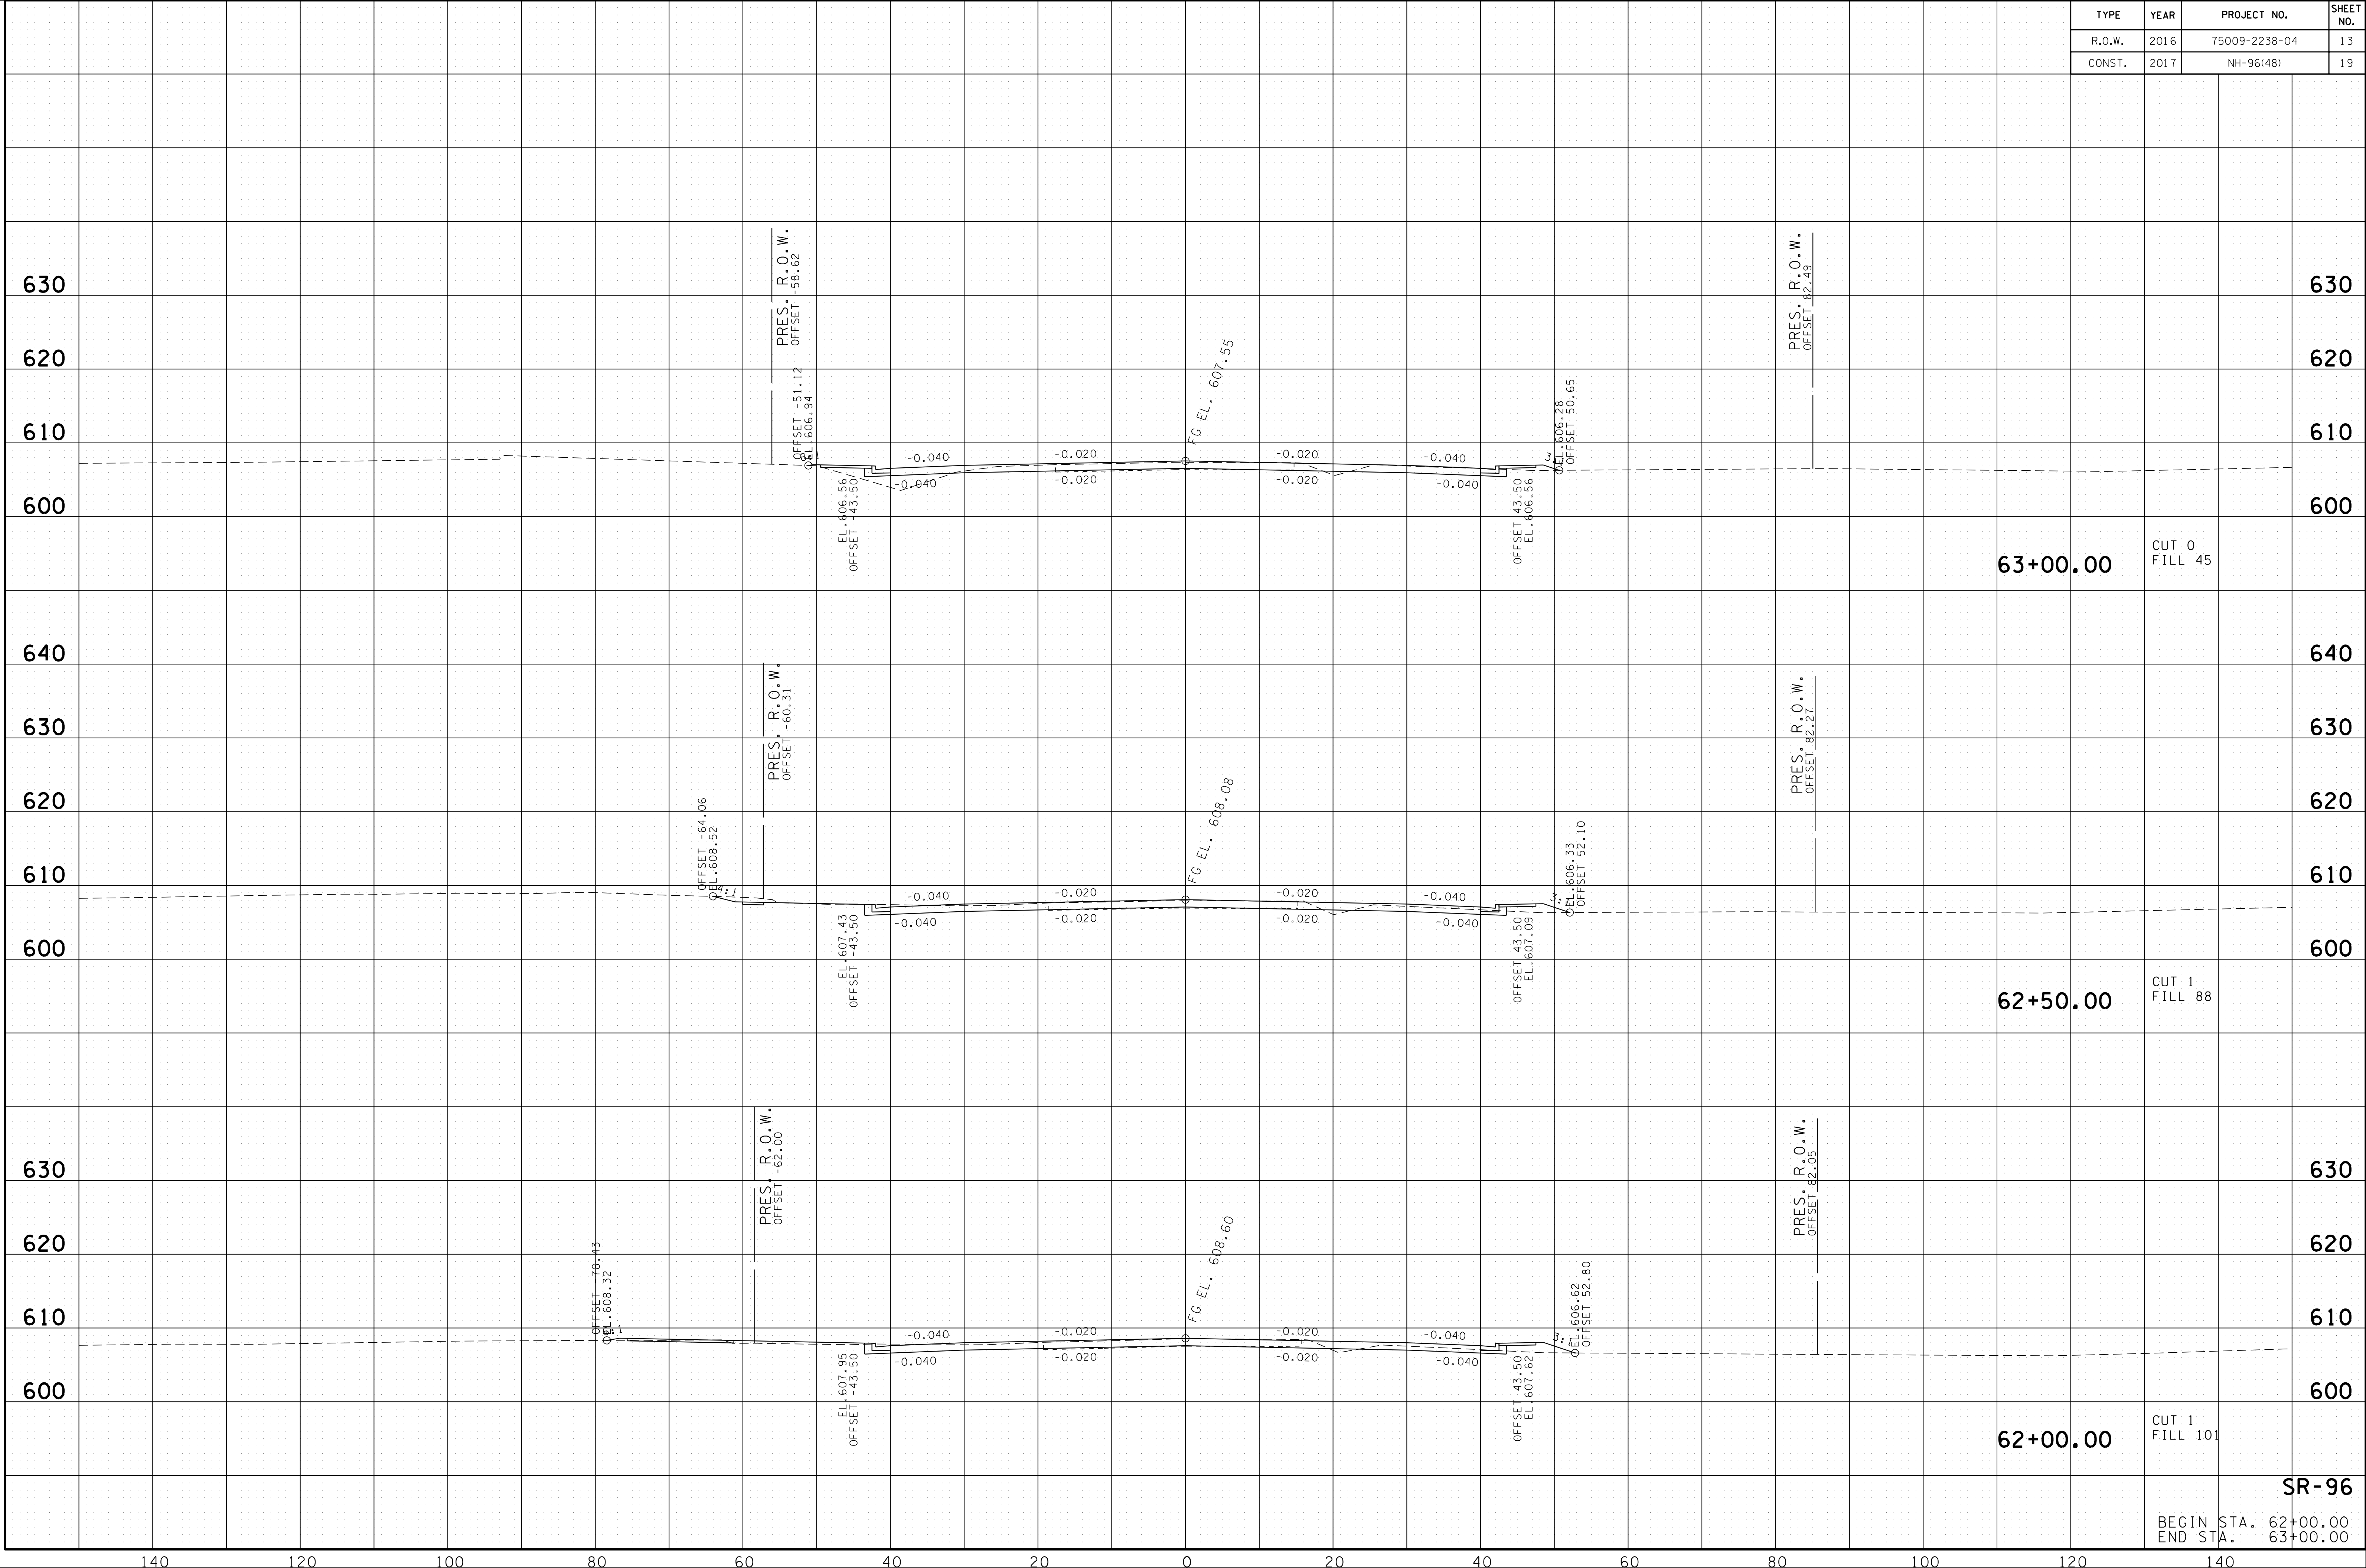 TYPE YEAR PROJECT NO. SHEET NO.
R.O.W. 2016 75009-2238-04 13
CONST. 2017 NH-96(48) 19
PRES. R.O.W.
OFFSET -58.62
PRES. R.O.W.
OFFSET 82.49
630 630
620 620
610 610
600 600
OFFSET -51.12
EL.606.94
FG EL. 607.55
EL.606.28
OFFSET 50.65
-0.040 -0.020 -0.020 -0.040
-0.040 -0.020 -0.020 -0.040
EL.606.56
OFFSET -43.50
OFFSET 43.50
EL.606.56
63+00.00
CUT 0
FILL 45
640 640
630 630
620 620
610 610
600 600
PRES. R.O.W.
OFFSET -60.31
PRES. R.O.W.
OFFSET 82.27
OFFSET -64.06
EL.608.52
4:1
FG EL. 608.08
EL.606.33
OFFSET 52.10
-0.040 -0.020 -0.020 -0.040
-0.040 -0.020 -0.020 -0.040
EL.607.43
OFFSET -43.50
OFFSET 43.50
EL.607.09
62+50.00
CUT 1
FILL 88
630 630
620 620
610 610
600 600
PRES. R.O.W.
OFFSET -62.00
PRES. R.O.W.
OFFSET 82.05
OFFSET -78.43
EL.608.32
FG EL. 608.60
EL.606.62
OFFSET 52.80
3:1
-0.040 -0.020 -0.020 -0.040
-0.040 -0.020 -0.020 -0.040
EL.607.95
OFFSET -43.50
OFFSET 43.50
EL.607.62
62+00.00
CUT 1
FILL 101
SR-96
BEGIN STA. 62+00.00
END STA. 63+00.00
140 120 100 80 60 40 20 0 20 40 60 80 100 120 140